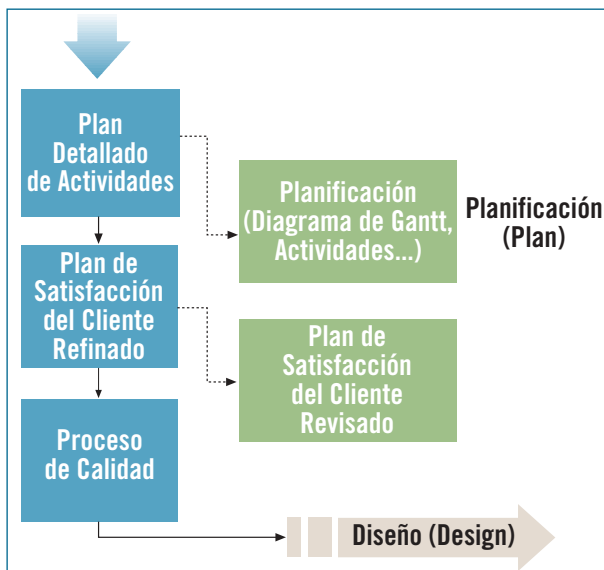 Plan
Detallado
de Actividades
Planificación
(Diagrama de Gantt,
Actividades...)
Planificación
(Plan)
Plan de
Satisfacción
del Cliente
Refinado
Plan de
Satisfacción
del Cliente
Revisado
Proceso
de Calidad
Diseño (Design)